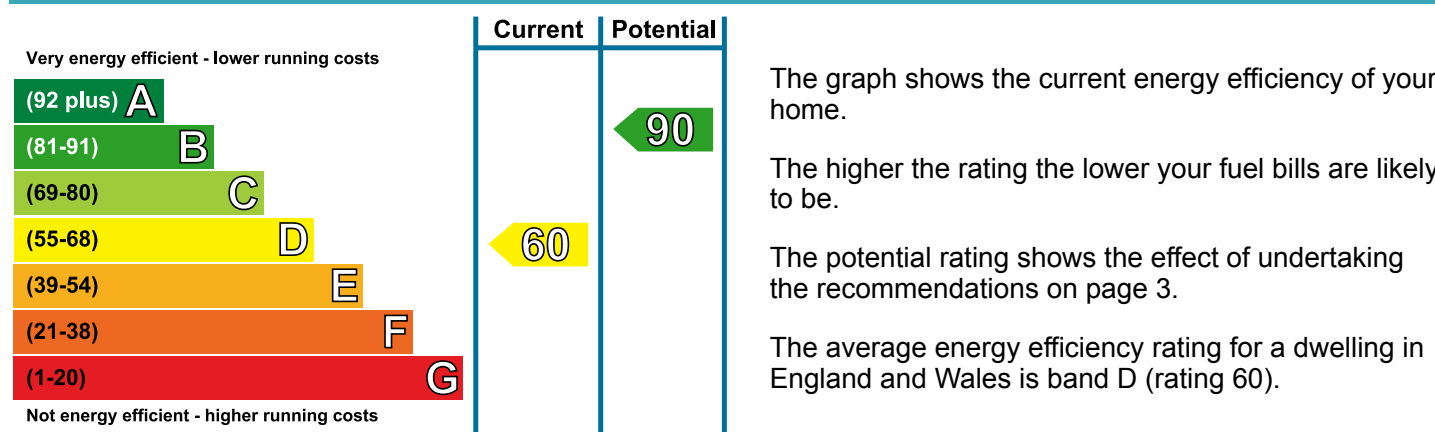 Current Potential
Very energy efficient - lower running costs
(92 plus) A
(81-91) B
(69-80) C
(55-68) D
(39-54) E
(21-38) F
(1-20) G
Not energy efficient - higher running costs
90
60
The graph shows the current energy efficiency of your
home.
The higher the rating the lower your fuel bills are likely
to be.
The potential rating shows the effect of undertaking
the recommendations on page 3.
The average energy efficiency rating for a dwelling in
England and Wales is band D (rating 60).